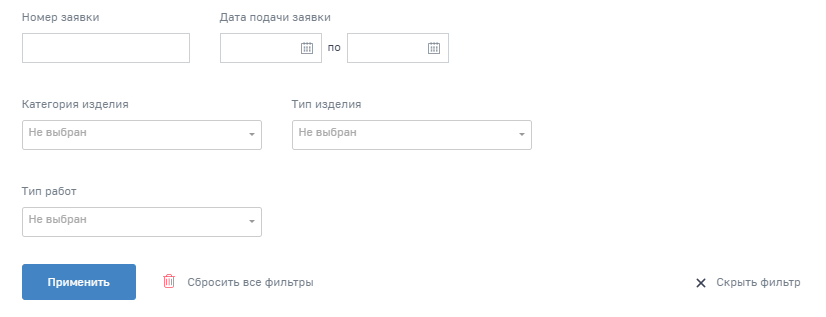 Номер заявки Дата подачи заявки
по
Категория изделия Тип изделия
Не выбран Не выбран
Тип работ
Не выбран
Применить Сбросить все фильтры Скрыть фильтр